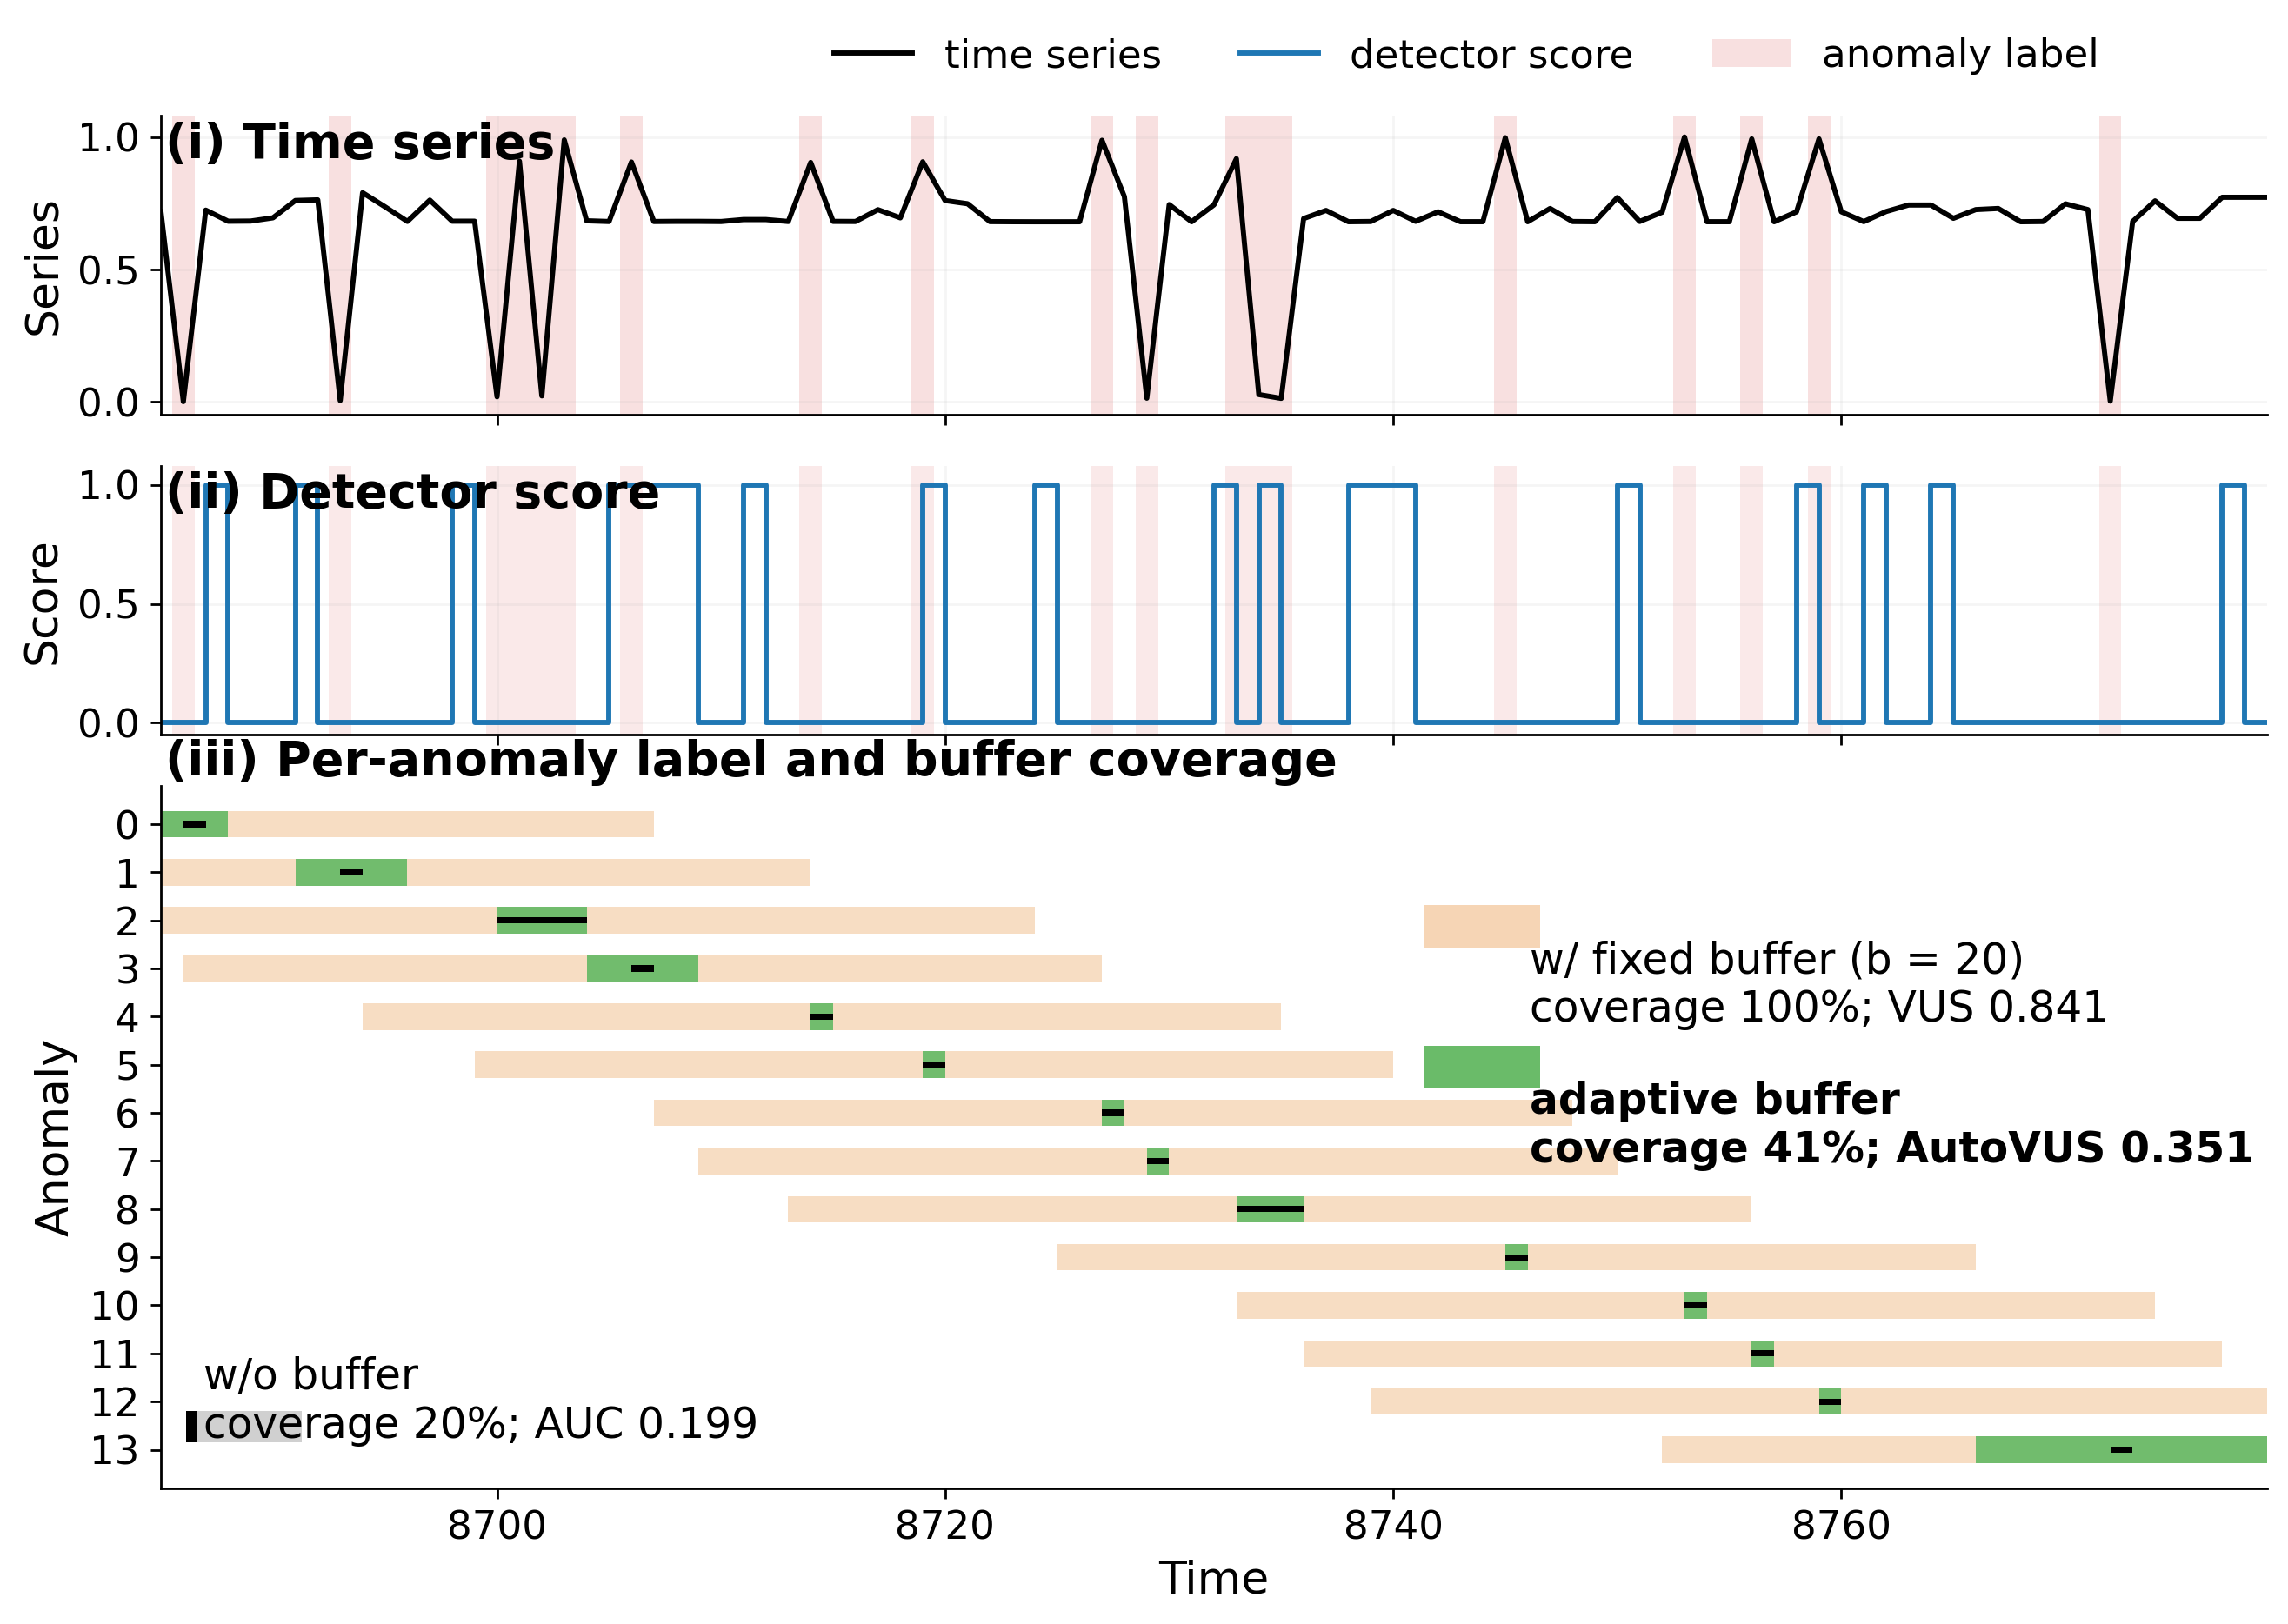 time series
detector score
anomaly label
(i) Time series
1.0
0.5
0.0
Series
(ii) Detector score
1.0
0.5
0.0
Score
(iii) Per-anomaly label and buffer coverage
0
1
2
3
4
5
6
7
8
9
10
11
12
13
Anomaly
w/ fixed buffer (b = 20)
coverage 100%; VUS 0.841
adaptive buffer
coverage 41%; AutoVUS 0.351
w/o buffer
coverage 20%; AUC 0.199
8700
8720
8740
8760
Time